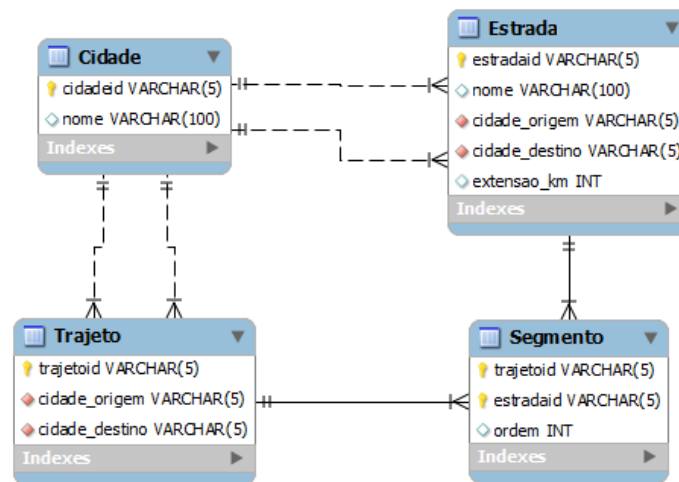 Cidade
cidadeid VARCHAR(5)
nome VARCHAR(100)
Indexes
Estrada
estradaid VARCHAR(5)
nome VARCHAR(100)
cidade_origem VARCHAR(5)
cidade_destino VARCHAR(5)
extensao_km INT
Indexes
Trajeto
trajetoid VARCHAR(5)
cidade_origem VARCHAR(5)
cidade_destino VARCHAR(5)
Indexes
Segmento
trajetoid VARCHAR(5)
estradaid VARCHAR(5)
ordem INT
Indexes